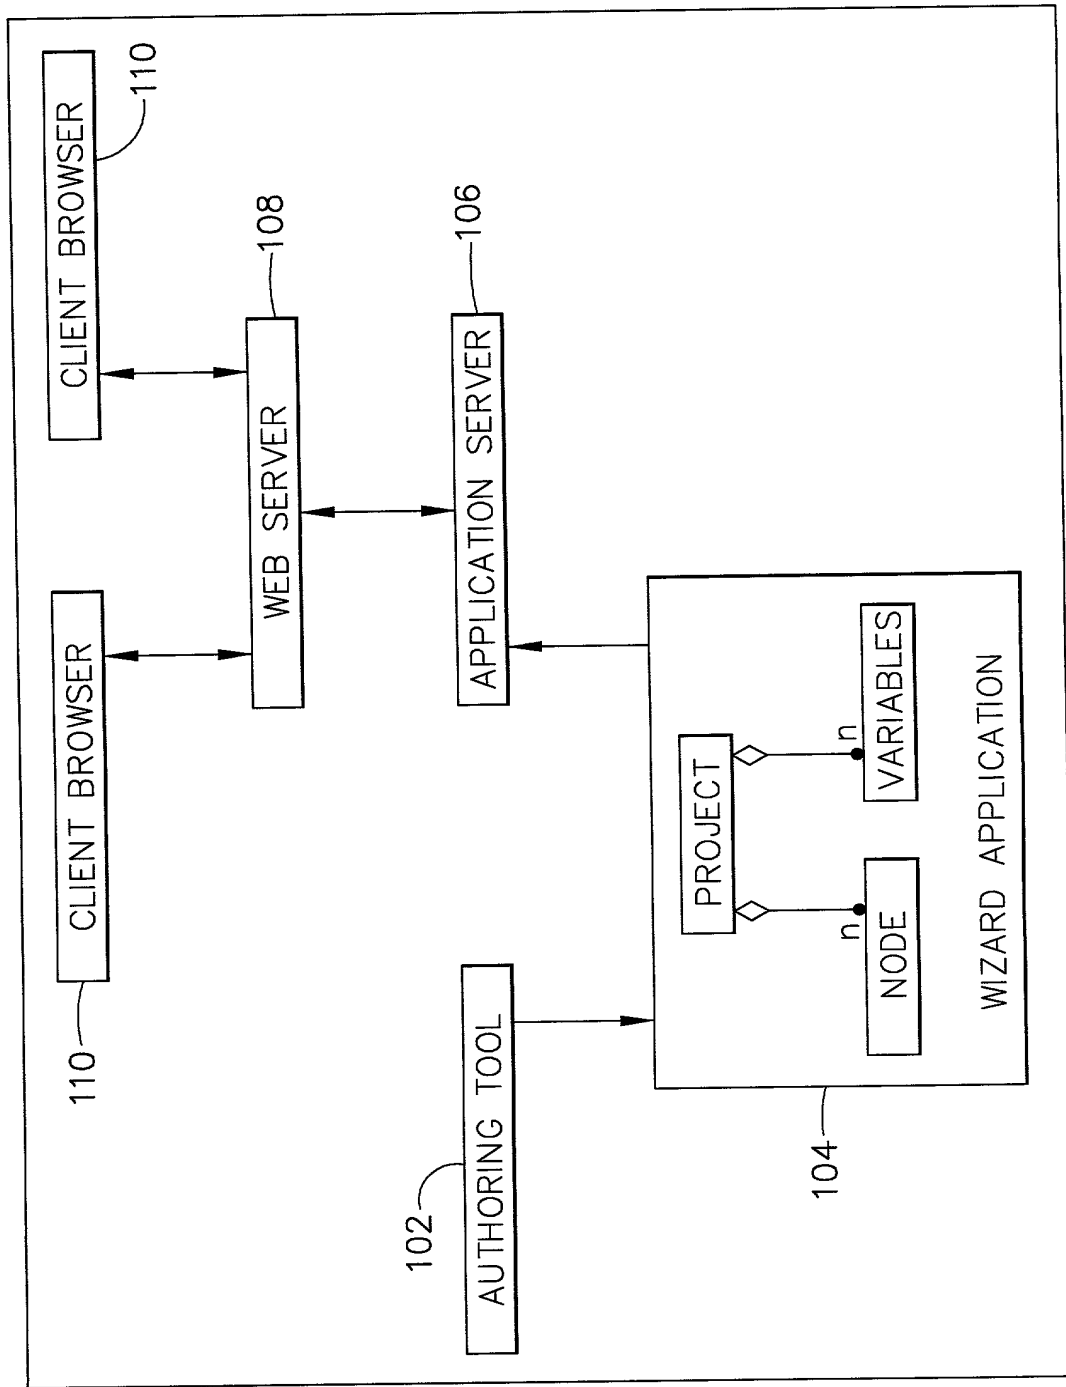 110
CLIENT BROWSER
CLIENT BROWSER
110
WEB SERVER
108
102
AUTHORING TOOL
APPLICATION SERVER
106
104
PROJECT
n
n
NODE
VARIABLES
WIZARD APPLICATION